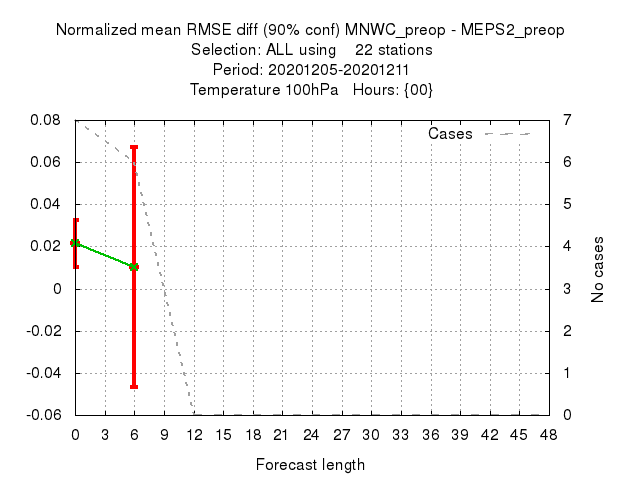 Normalized mean RMSE diff (90% conf) MNWC_preop - MEPS2_preop
Selection: ALL using 22 stations
Period: 20201205-20201211
Temperature 100hPa Hours: {00}
Cases
0.08
0.06
0.04
0.02
0
-0.02
-0.04
-0.06
7
6
5
4
3
2
1
0
No cases
0 3 6 9 12 15 18 21 24 27 30 33 36 39 42 45 48
Forecast length